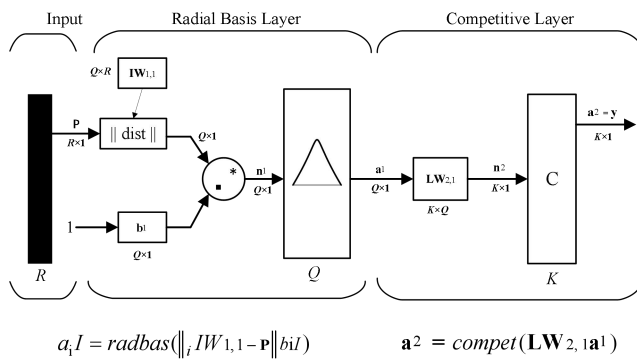 Input Radial Basis Layer Competitive Layer
Q×R IW1,1
P
R×1
|| dist ||
Q×1
.*
n1
Q×1
a1
Q×1
LW2,1
K×Q
n2
K×1
C
a2 = y
K×1
1
b1
Q×1
R Q K
aiI = radbas(||i IW1,1 – P|| biI) a2 = compet(LW2, 1a1)